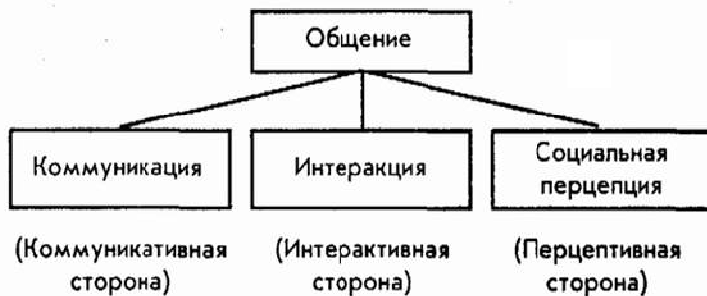 Общение
Коммуникация
Интеракция
Социальная
перцепция
(Коммуникативная
сторона)
(Интерактивная
сторона)
(Перцептивная
сторона)